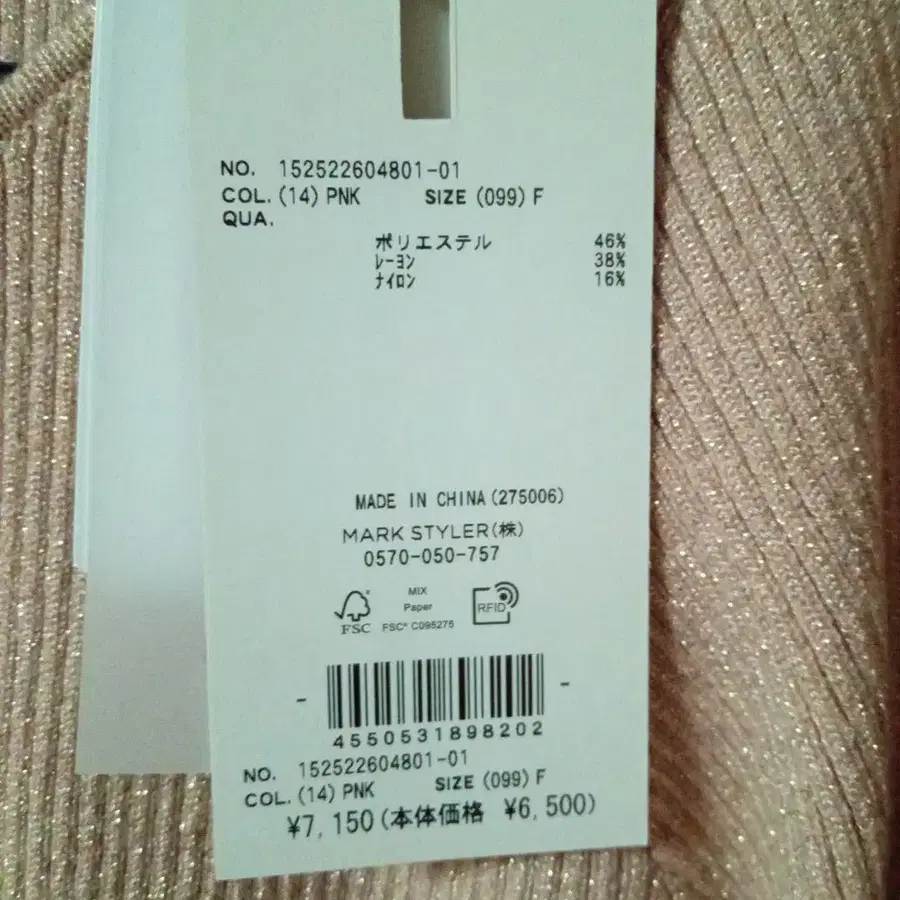 NO. 152522604801-01
COL. (14) PNK SIZE (099) F
QUA.
ポリエステル 46%
レーヨン 38%
ナイロン 16%
MADE IN CHINA (275006)
MARK STYLER(株)
0570-050-757
FSC
MIX
Paper
FSC® C095275
RFID
4550531898202
NO. 152522604801-01
COL. (14) PNK SIZE (099) F
¥7,150(本体価格 ¥6,500)